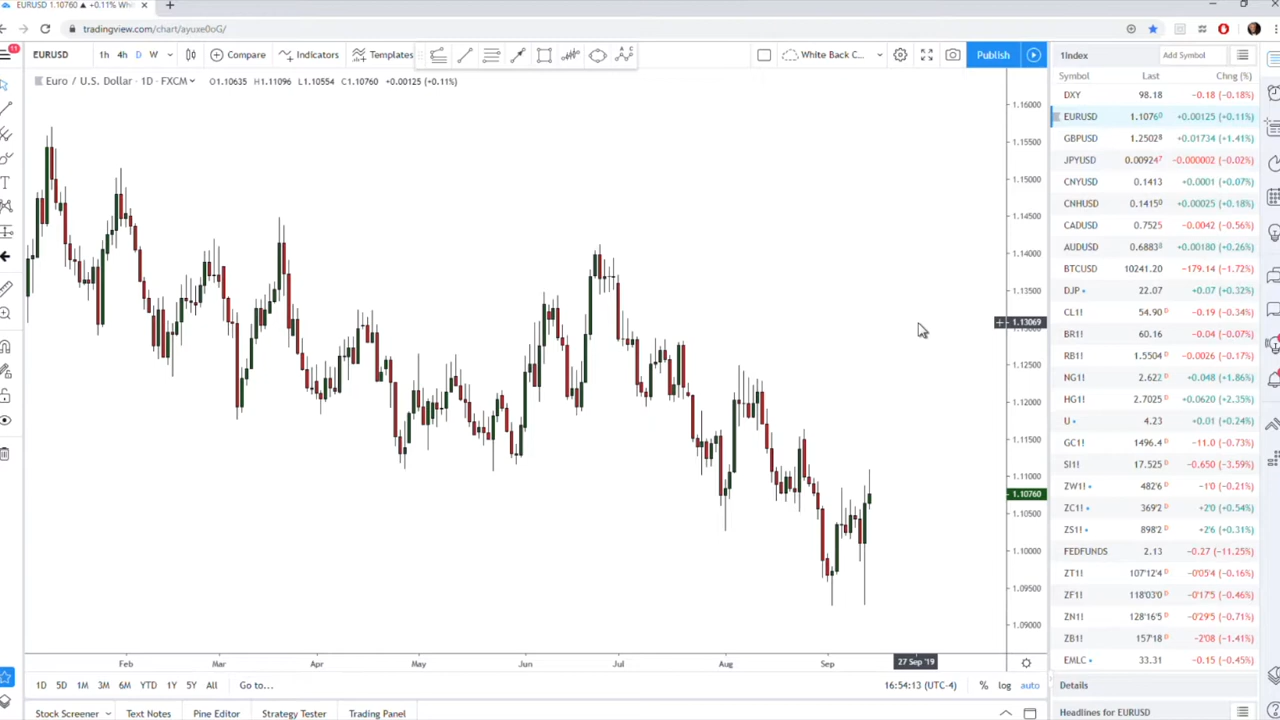 EURUSD 1.10760 ▲ +0.11% Wh
tradingview.com/chart/ayuxe0oG/
11
EURUSD 1h 4h D W Compare Indicators Templates White Back C... Publish
Euro / U.S. Dollar · 1D · FXCM O1.10635 H1.11096 L1.10554 C1.10760 +0.00125 (+0.11%)
1.16000
1.15500
1.15000
1.14500
1.14000
1.13500
1.13069
1.12500
1.12000
1.11500
1.11000
1.10760
1.10500
1.10000
1.09500
1.09000
Feb Mar Apr May Jun Jul Aug Sep 27 Sep '19
1D 5D 1M 3M 6M YTD 1Y 5Y All Go to... 16:54:13 (UTC-4) % log auto
Stock Screener Text Notes Pine Editor Strategy Tester Trading Panel
1Index Add Symbol
Symbol Last Chng (%)
DXY 98.18 −0.18 (−0.18%)
EURUSD 1.10760 +0.00125 (+0.11%)
GBPUSD 1.25028 +0.01734 (+1.41%)
JPYUSD 0.009247 −0.000002 (−0.02%)
CNYUSD 0.1413 +0.0001 (+0.07%)
CNHUSD 0.14150 +0.00025 (+0.18%)
CADUSD 0.7525 −0.0042 (−0.56%)
AUDUSD 0.68838 +0.00180 (+0.26%)
BTCUSD 10241.20 −179.14 (−1.72%)
DJP 22.07 +0.07 (+0.32%)
CL1! 54.90 D −0.19 (−0.34%)
BR1! 60.16 −0.04 (−0.07%)
RB1! 1.5504 D −0.0026 (−0.17%)
NG1! 2.622 D +0.048 (+1.86%)
HG1! 2.7025 D +0.0620 (+2.35%)
U 4.23 +0.01 (+0.24%)
GC1! 1496.4 D −11.0 (−0.73%)
SI1! 17.525 D −0.650 (−3.59%)
ZW1! 482'6 D −1'0 (−0.21%)
ZC1! 369'2 D +2'0 (+0.54%)
ZS1! 898'2 D +2'6 (+0.31%)
FEDFUNDS 2.13 −0.27 (−11.25%)
ZT1! 107'12'4 D −0'05'4 (−0.16%)
ZF1! 118'03'0 D −0'17'5 (−0.46%)
ZN1! 128'16'5 D −0'29'5 (−0.71%)
ZB1! 157'18 D −2'08 (−1.41%)
EMLC 33.31 −0.15 (−0.45%)
Details
Headlines for EURUSD